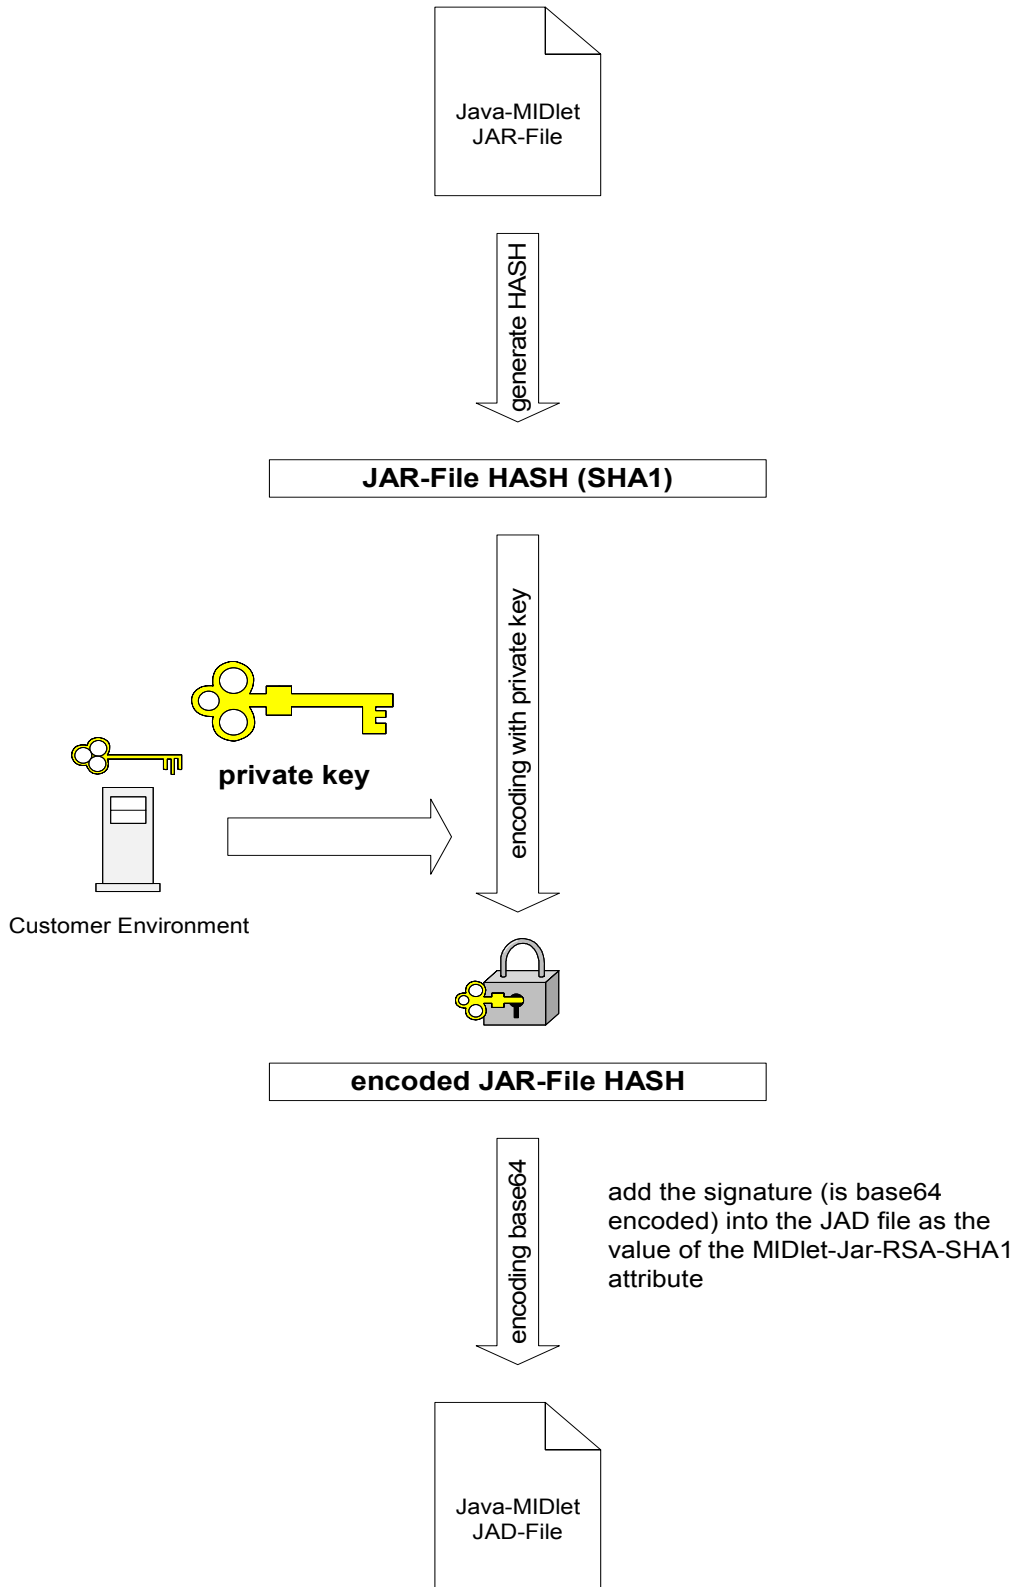 Java-MIDlet
JAR-File
generate HASH
JAR-File HASH (SHA1)
encoding with private key
private key
Customer Environment
encoded JAR-File HASH
encoding base64
add the signature (is base64
encoded) into the JAD file as the
value of the MIDlet-Jar-RSA-SHA1
attribute
Java-MIDlet
JAD-File